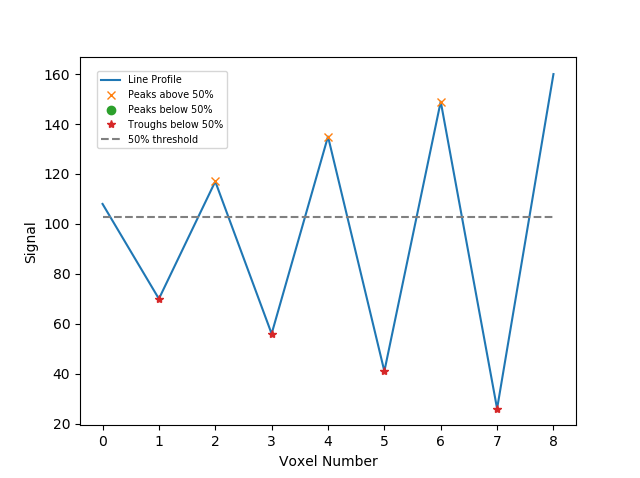 160
140
120
100
80
60
40
20
Signal
Line Profile
Peaks above 50%
Peaks below 50%
Troughs below 50%
50% threshold
0 1 2 3 4 5 6 7 8
Voxel Number